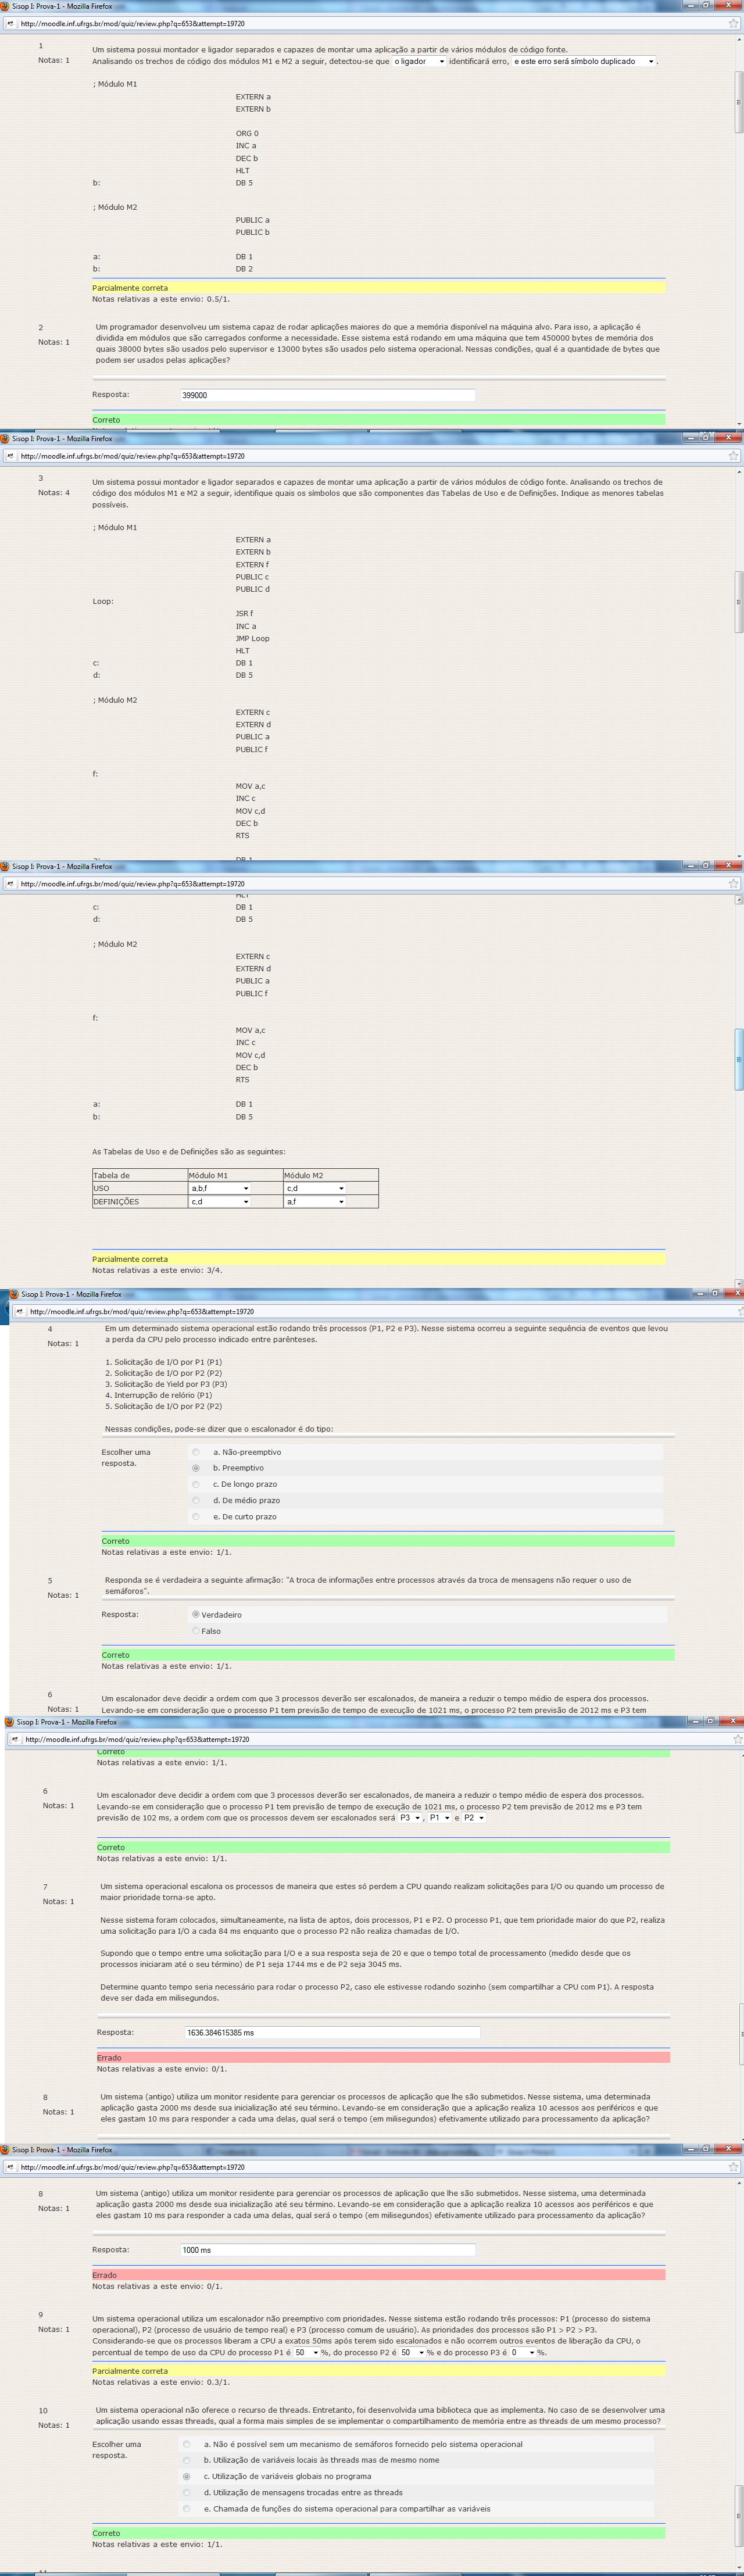 Sisop I: Prova-1 - Mozilla Firefox
http://moodle.inf.ufrgs.br/mod/quiz/review.php?q=653&attempt=19720
1
Notas: 1
Um sistema possui montador e ligador separados e capazes de montar uma aplicação a partir de vários módulos de código fonte.
Analisando os trechos de código dos módulos M1 e M2 a seguir, detectou-se que o ligador identificará erro, e este erro será símbolo duplicado .
; Módulo M1
EXTERN a
EXTERN b
ORG 0
INC a
DEC b
HLT
b: DB 5
; Módulo M2
PUBLIC a
PUBLIC b
a: DB 1
b: DB 2
Parcialmente correta
Notas relativas a este envio: 0.5/1.
2
Notas: 1
Um programador desenvolveu um sistema capaz de rodar aplicações maiores do que a memória disponível na máquina alvo. Para isso, a aplicação é
dividida em módulos que são carregados conforme a necessidade. Esse sistema está rodando em uma máquina que tem 450000 bytes de memória dos
quais 38000 bytes são usados pelo supervisor e 13000 bytes são usados pelo sistema operacional. Nessas condições, qual é a quantidade de bytes que
podem ser usados pelas aplicações?
Resposta: 399000
Correto
Sisop I: Prova-1 - Mozilla Firefox
http://moodle.inf.ufrgs.br/mod/quiz/review.php?q=653&attempt=19720
3
Notas: 4
Um sistema possui montador e ligador separados e capazes de montar uma aplicação a partir de vários módulos de código fonte. Analisando os trechos de
código dos módulos M1 e M2 a seguir, identifique quais os símbolos que são componentes das Tabelas de Uso e de Definições. Indique as menores tabelas
possíveis.
; Módulo M1
EXTERN a
EXTERN b
EXTERN f
PUBLIC c
PUBLIC d
Loop:
JSR f
INC a
JMP Loop
HLT
c: DB 1
d: DB 5
; Módulo M2
EXTERN c
EXTERN d
PUBLIC a
PUBLIC f
f:
MOV a,c
INC c
MOV c,d
DEC b
RTS
a: DB 1
Sisop I: Prova-1 - Mozilla Firefox
http://moodle.inf.ufrgs.br/mod/quiz/review.php?q=653&attempt=19720
HLT
c: DB 1
d: DB 5
; Módulo M2
EXTERN c
EXTERN d
PUBLIC a
PUBLIC f
f:
MOV a,c
INC c
MOV c,d
DEC b
RTS
a: DB 1
b: DB 5
As Tabelas de Uso e de Definições são as seguintes:
Tabela de Módulo M1 Módulo M2
USO a,b,f c,d
DEFINIÇÕES c,d a,f
Parcialmente correta
Notas relativas a este envio: 3/4.
Sisop I: Prova-1 - Mozilla Firefox
http://moodle.inf.ufrgs.br/mod/quiz/review.php?q=653&attempt=19720
4
Notas: 1
Em um determinado sistema operacional estão rodando três processos (P1, P2 e P3). Nesse sistema ocorreu a seguinte sequência de eventos que levou
a perda da CPU pelo processo indicado entre parênteses.
1. Solicitação de I/O por P1 (P1)
2. Solicitação de I/O por P2 (P2)
3. Solicitação de Yield por P3 (P3)
4. Interrupção de relório (P1)
5. Solicitação de I/O por P2 (P2)
Nessas condições, pode-se dizer que o escalonador é do tipo:
Escolher uma
resposta.
a. Não-preemptivo
b. Preemptivo
c. De longo prazo
d. De médio prazo
e. De curto prazo
Correto
Notas relativas a este envio: 1/1.
5
Notas: 1
Responda se é verdadeira a seguinte afirmação: "A troca de informações entre processos através da troca de mensagens não requer o uso de
semáforos".
Resposta:
Verdadeiro
Falso
Correto
Notas relativas a este envio: 1/1.
6
Notas: 1
Um escalonador deve decidir a ordem com que 3 processos deverão ser escalonados, de maneira a reduzir o tempo médio de espera dos processos.
Levando-se em consideração que o processo P1 tem previsão de tempo de execução de 1021 ms, o processo P2 tem previsão de 2012 ms e P3 tem
Sisop I: Prova-1 - Mozilla Firefox
http://moodle.inf.ufrgs.br/mod/quiz/review.php?q=653&attempt=19720
Correto
Notas relativas a este envio: 1/1.
6
Notas: 1
Um escalonador deve decidir a ordem com que 3 processos deverão ser escalonados, de maneira a reduzir o tempo médio de espera dos processos.
Levando-se em consideração que o processo P1 tem previsão de tempo de execução de 1021 ms, o processo P2 tem previsão de 2012 ms e P3 tem
previsão de 102 ms, a ordem com que os processos devem ser escalonados será P3 , P1 e P2
Correto
Notas relativas a este envio: 1/1.
7
Notas: 1
Um sistema operacional escalona os processos de maneira que estes só perdem a CPU quando realizam solicitações para I/O ou quando um processo de
maior prioridade torna-se apto.
Nesse sistema foram colocados, simultaneamente, na lista de aptos, dois processos, P1 e P2. O processo P1, que tem prioridade maior do que P2, realiza
uma solicitação para I/O a cada 84 ms enquanto que o processo P2 não realiza chamadas de I/O.
Supondo que o tempo entre uma solicitação para I/O e a sua resposta seja de 20 e que o tempo total de processamento (medido desde que os
processos iniciaram até o seu término) de P1 seja 1744 ms e de P2 seja 3045 ms.
Determine quanto tempo seria necessário para rodar o processo P2, caso ele estivesse rodando sozinho (sem compartilhar a CPU com P1). A resposta
deve ser dada em milisegundos.
Resposta: 1636.384615385 ms
Errado
Notas relativas a este envio: 0/1.
8
Notas: 1
Um sistema (antigo) utiliza um monitor residente para gerenciar os processos de aplicação que lhe são submetidos. Nesse sistema, uma determinada
aplicação gasta 2000 ms desde sua inicialização até seu término. Levando-se em consideração que a aplicação realiza 10 acessos aos periféricos e que
eles gastam 10 ms para responder a cada uma delas, qual será o tempo (em milisegundos) efetivamente utilizado para processamento da aplicação?
Sisop I: Prova-1 - Mozilla Firefox
http://moodle.inf.ufrgs.br/mod/quiz/review.php?q=653&attempt=19720
8
Notas: 1
Um sistema (antigo) utiliza um monitor residente para gerenciar os processos de aplicação que lhe são submetidos. Nesse sistema, uma determinada
aplicação gasta 2000 ms desde sua inicialização até seu término. Levando-se em consideração que a aplicação realiza 10 acessos aos periféricos e que
eles gastam 10 ms para responder a cada uma delas, qual será o tempo (em milisegundos) efetivamente utilizado para processamento da aplicação?
Resposta: 1000 ms
Errado
Notas relativas a este envio: 0/1.
9
Notas: 1
Um sistema operacional utiliza um escalonador não preemptivo com prioridades. Nesse sistema estão rodando três processos: P1 (processo do sistema
operacional), P2 (processo de usuário de tempo real) e P3 (processo comum de usuário). As prioridades dos processos são P1 > P2 > P3.
Considerando-se que os processos liberam a CPU a exatos 50ms após terem sido escalonados e não ocorrem outros eventos de liberação da CPU, o
percentual de tempo de uso da CPU do processo P1 é 50 %, do processo P2 é 50 % e do processo P3 é 0 %.
Parcialmente correta
Notas relativas a este envio: 0.3/1.
10
Notas: 1
Um sistema operacional não oferece o recurso de threads. Entretanto, foi desenvolvida uma biblioteca que as implementa. No caso de se desenvolver uma
aplicação usando essas threads, qual a forma mais simples de se implementar o compartilhamento de memória entre as threads de um mesmo processo?
Escolher uma
resposta.
a. Não é possível sem um mecanismo de semáforos fornecido pelo sistema operacional
b. Utilização de variáveis locais às threads mas de mesmo nome
c. Utilização de variáveis globais no programa
d. Utilização de mensagens trocadas entre as threads
e. Chamada de funções do sistema operacional para compartilhar as variáveis
Correto
Notas relativas a este envio: 1/1.